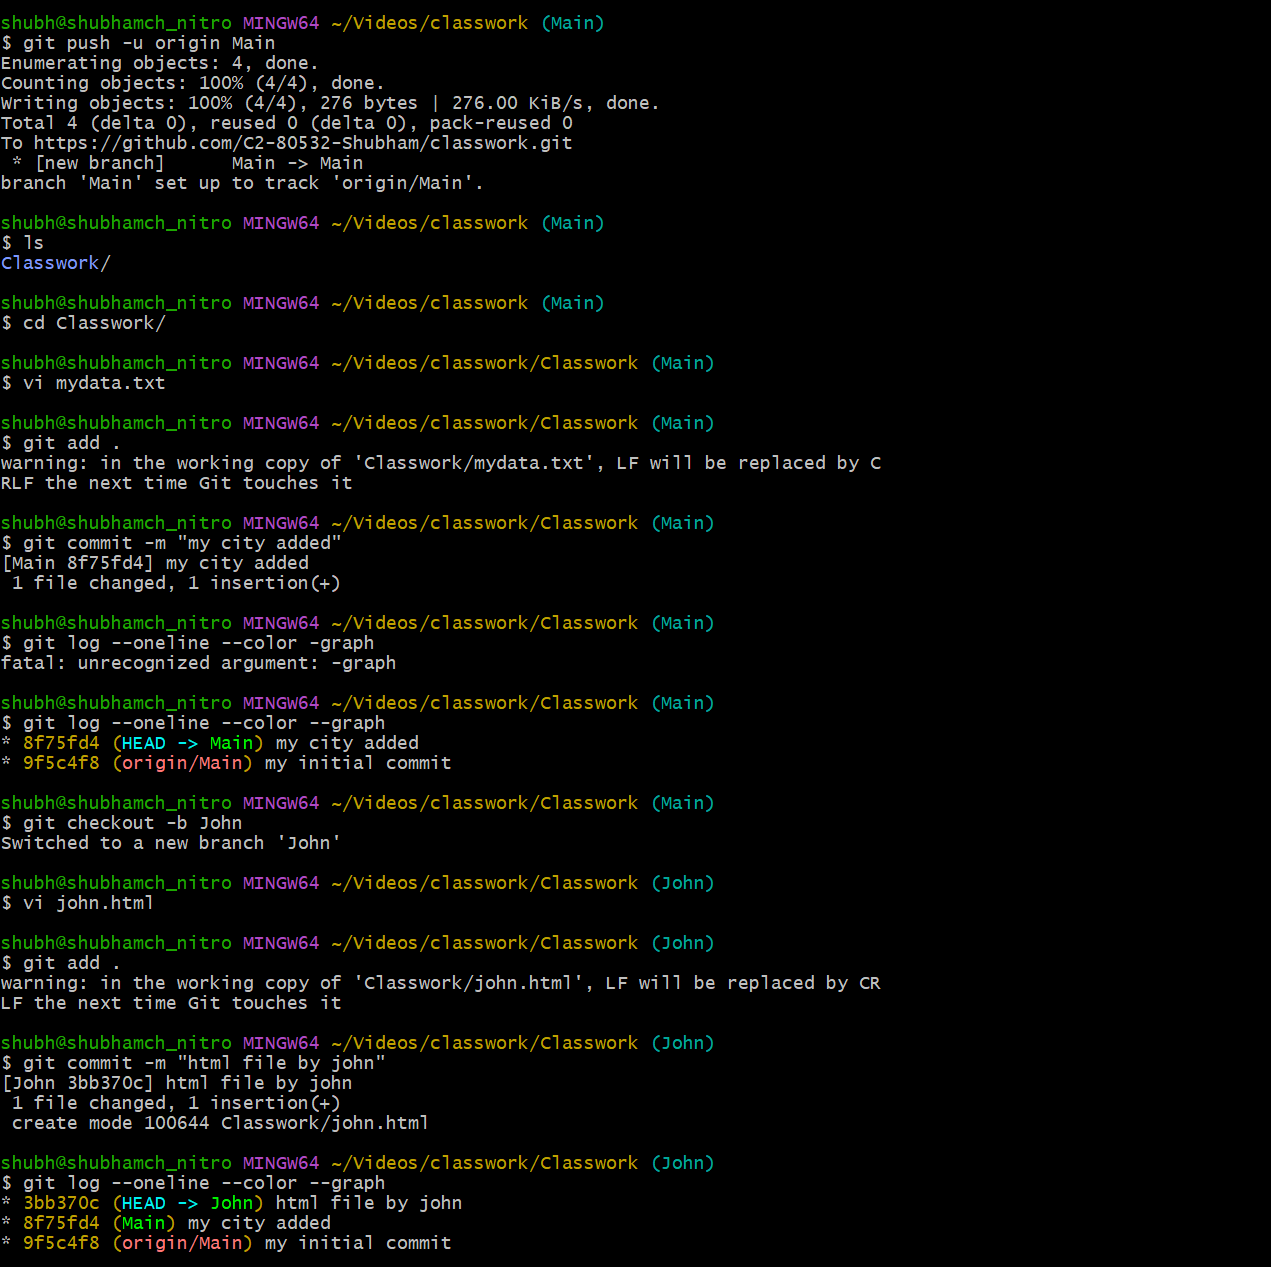 shubh@shubhamch_nitro MINGW64 ~/Videos/classwork (Main)
$ git push -u origin Main
Enumerating objects: 4, done.
Counting objects: 100% (4/4), done.
Writing objects: 100% (4/4), 276 bytes | 276.00 KiB/s, done.
Total 4 (delta 0), reused 0 (delta 0), pack-reused 0
To https://github.com/C2-80532-Shubham/classwork.git
 * [new branch]      Main -> Main
branch 'Main' set up to track 'origin/Main'.
shubh@shubhamch_nitro MINGW64 ~/Videos/classwork (Main)
$ ls
Classwork/
shubh@shubhamch_nitro MINGW64 ~/Videos/classwork (Main)
$ cd Classwork/
shubh@shubhamch_nitro MINGW64 ~/Videos/classwork/Classwork (Main)
$ vi mydata.txt
shubh@shubhamch_nitro MINGW64 ~/Videos/classwork/Classwork (Main)
$ git add .
warning: in the working copy of 'Classwork/mydata.txt', LF will be replaced by C
RLF the next time Git touches it
shubh@shubhamch_nitro MINGW64 ~/Videos/classwork/Classwork (Main)
$ git commit -m "my city added"
[Main 8f75fd4] my city added
 1 file changed, 1 insertion(+)
shubh@shubhamch_nitro MINGW64 ~/Videos/classwork/Classwork (Main)
$ git log --oneline --color -graph
fatal: unrecognized argument: -graph
shubh@shubhamch_nitro MINGW64 ~/Videos/classwork/Classwork (Main)
$ git log --oneline --color --graph
* 8f75fd4 (HEAD -> Main) my city added
* 9f5c4f8 (origin/Main) my initial commit
shubh@shubhamch_nitro MINGW64 ~/Videos/classwork/Classwork (Main)
$ git checkout -b John
Switched to a new branch 'John'
shubh@shubhamch_nitro MINGW64 ~/Videos/classwork/Classwork (John)
$ vi john.html
shubh@shubhamch_nitro MINGW64 ~/Videos/classwork/Classwork (John)
$ git add .
warning: in the working copy of 'Classwork/john.html', LF will be replaced by CR
LF the next time Git touches it
shubh@shubhamch_nitro MINGW64 ~/Videos/classwork/Classwork (John)
$ git commit -m "html file by john"
[John 3bb370c] html file by john
 1 file changed, 1 insertion(+)
 create mode 100644 Classwork/john.html
shubh@shubhamch_nitro MINGW64 ~/Videos/classwork/Classwork (John)
$ git log --oneline --color --graph
* 3bb370c (HEAD -> John) html file by john
* 8f75fd4 (Main) my city added
* 9f5c4f8 (origin/Main) my initial commit